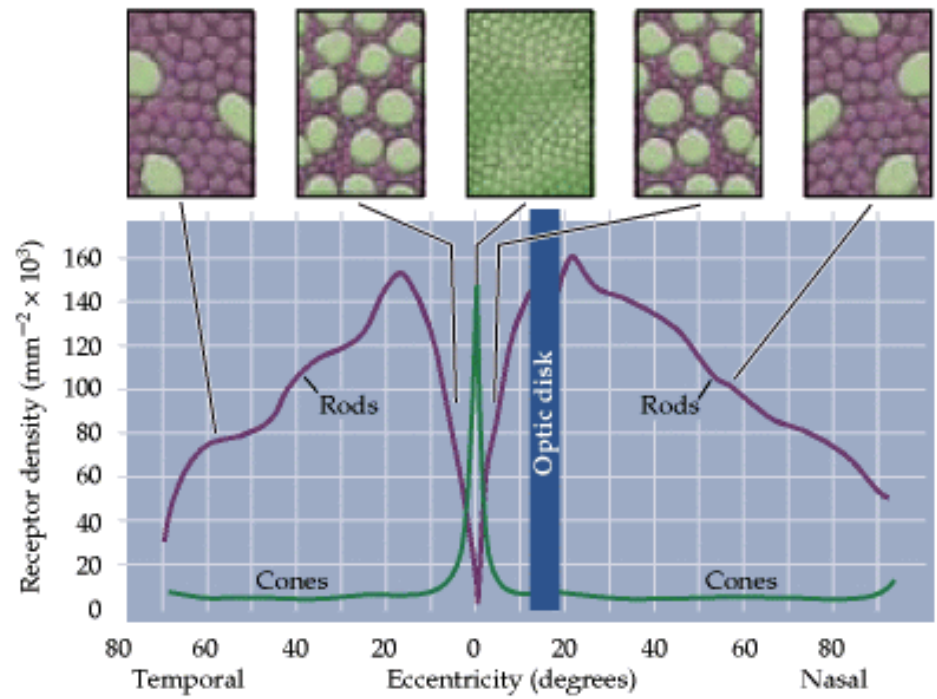 Receptor density (mm⁻² × 10³)
160
140
120
100
80
60
40
20
0
Rods
Rods
Optic disk
Cones
Cones
80 60 40 20 0 20 40 60 80
Temporal Eccentricity (degrees) Nasal